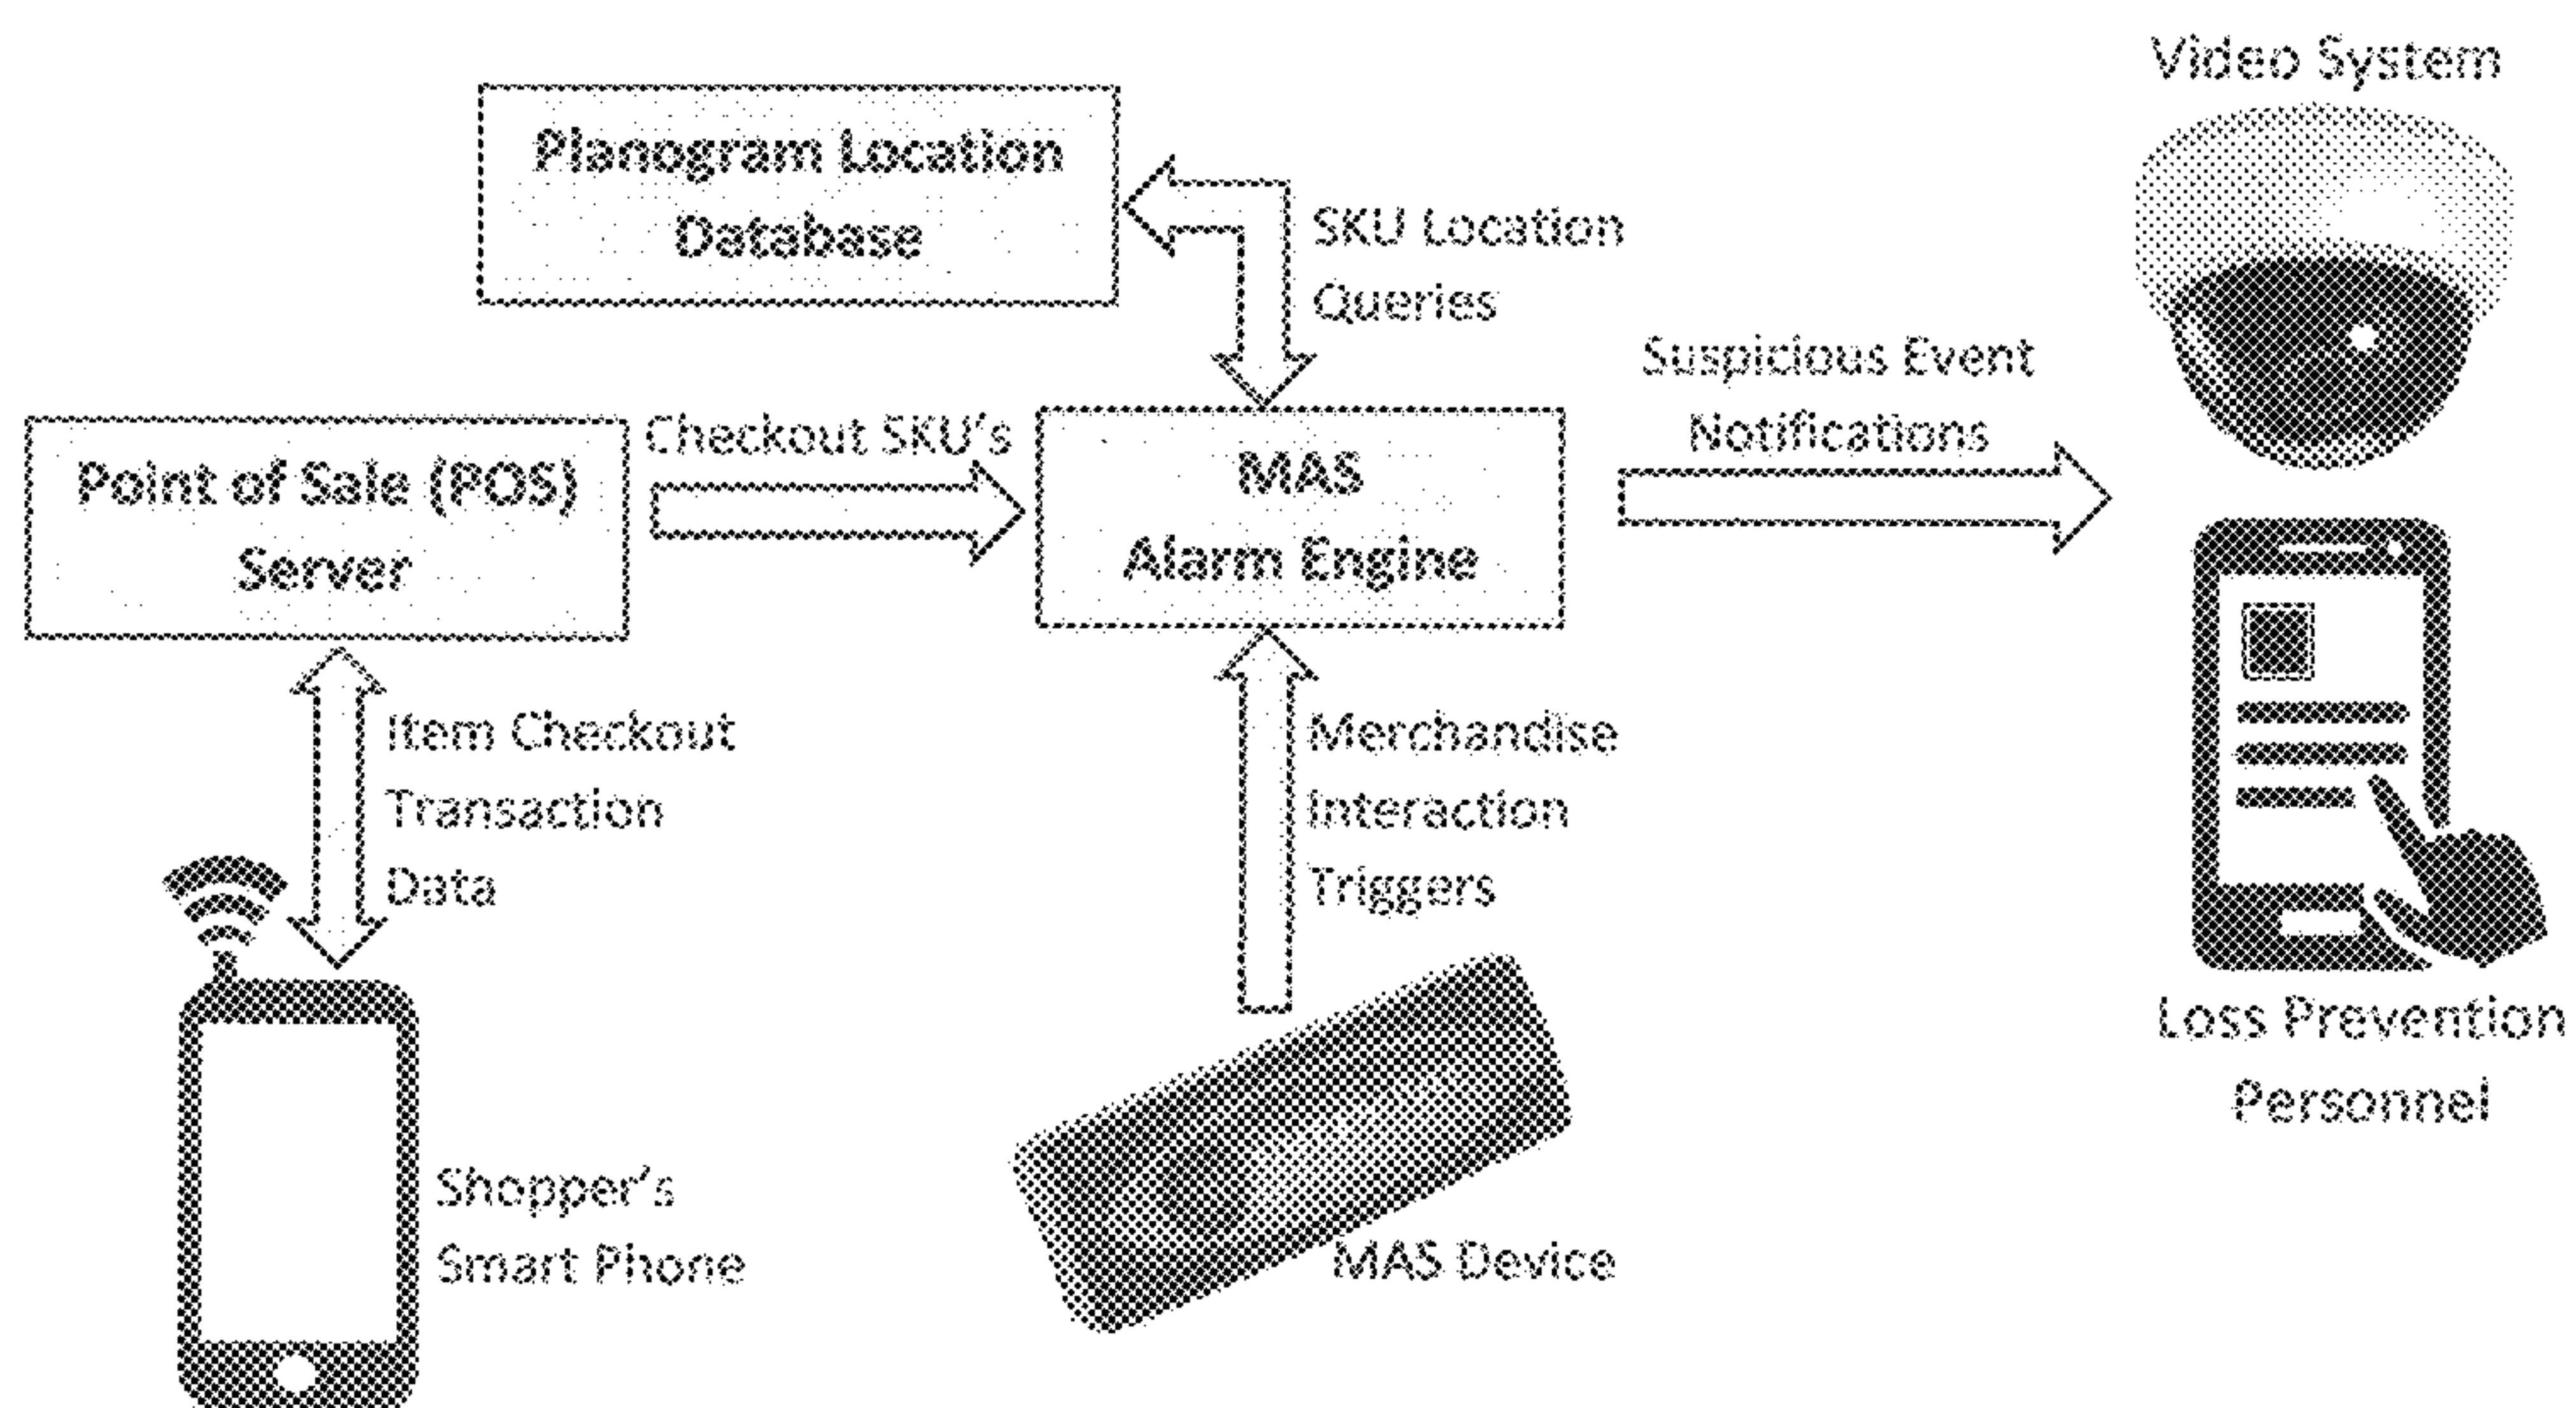 Video System
Planogram Location
Database
SKU Location
Queries
Suspicious Event
Notifications
Point of Sale (POS)
Server
Checkout SKU's
MAS
Alarm Engine
Item Checkout
Transaction
Data
Merchandise
Interaction
Triggers
Loss Prevention
Personnel
Shopper's
Smart Phone
MAS Device